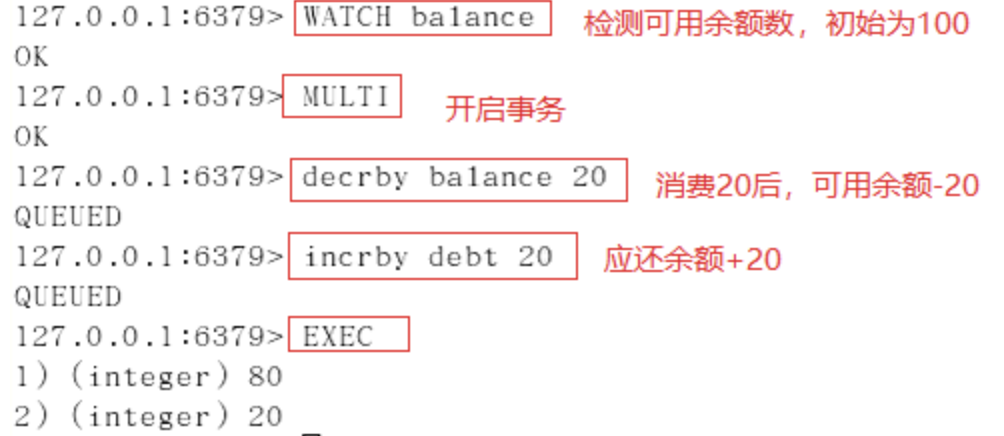 127.0.0.1:6379> WATCH balance 检测可用余额数，初始为100
OK
127.0.0.1:6379> MULTI 开启事务
OK
127.0.0.1:6379> decrby balance 20 消费20后，可用余额-20
QUEUED
127.0.0.1:6379> incrby debt 20 应还余额+20
QUEUED
127.0.0.1:6379> EXEC
1) (integer) 80
2) (integer) 20